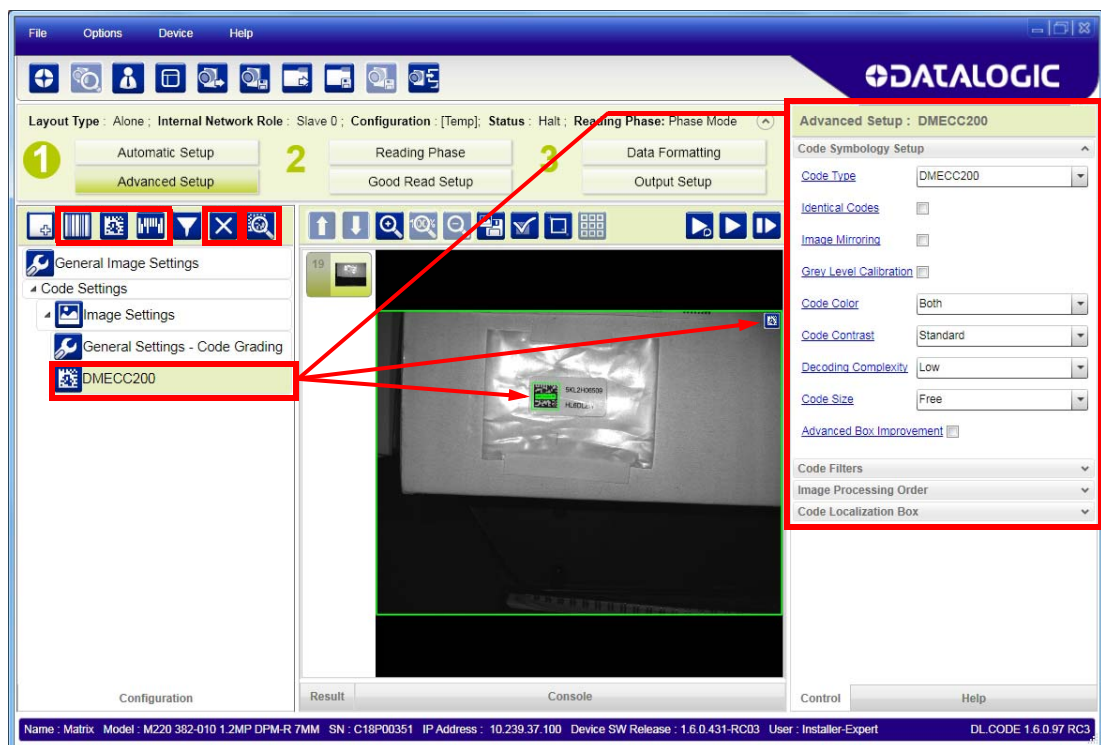 File Options Device Help
DATALOGIC
Layout Type : Alone ; Internal Network Role : Slave 0 ; Configuration : [Temp]; Status : Halt ; Reading Phase: Phase Mode
1 Automatic Setup 2 Reading Phase 3 Data Formatting
Advanced Setup Good Read Setup Output Setup
General Image Settings
Code Settings
Image Settings
General Settings - Code Grading
DMECC200
100%
19
5KL2H06509
Configuration
Result Console
Advanced Setup : DMECC200
Code Symbology Setup
Code Type DMECC200
Identical Codes
Image Mirroring
Grey Level Calibration
Code Color Both
Code Contrast Standard
Decoding Complexity Low
Code Size Free
Advanced Box Improvement
Code Filters
Image Processing Order
Code Localization Box
Control Help
Name : Matrix Model : M220 382-010 1.2MP DPM-R 7MM SN : C18P00351 IP Address : 10.239.37.100 Device SW Release : 1.6.0.431-RC03 User : Installer-Expert DL.CODE 1.6.0.97 RC3